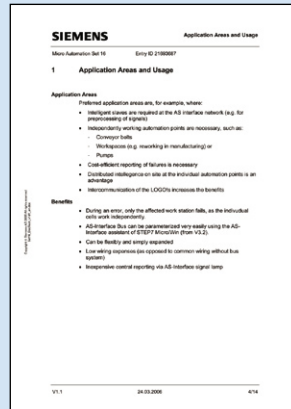 SIEMENS
Application Areas and Usage
Micro Automation Set 16
Entry ID 21063667
1 Application Areas and Usage
Application Areas
Preferred application areas are, for example, where:
• Intelligent slaves are required at the AS interface network (e.g. for
preprocessing of signals)
• Independently working automation points are necessary, such as:
- Conveyor belts
- Workspaces (e.g. reworking in manufacturing) or
- Pumps
• Cost-efficient reporting of failures is necessary
• Distributed intelligence on site at the individual automation points is an
advantage
• Intercommunication of the LOGO!s increases the benefits
Benefits
• During an error, only the affected work station fails, as the individual
cells work independently.
• AS-Interface Bus can be parameterized very easily using the AS-
Interface assistant of STEP7 MicroWin (from V3.2).
• Can be flexibly and simply expanded
• Low wiring expenses (as opposed to common wiring without bus
system)
• Inexpensive central reporting via AS-Interface signal lamp
V1.1
24.03.2006
4/14